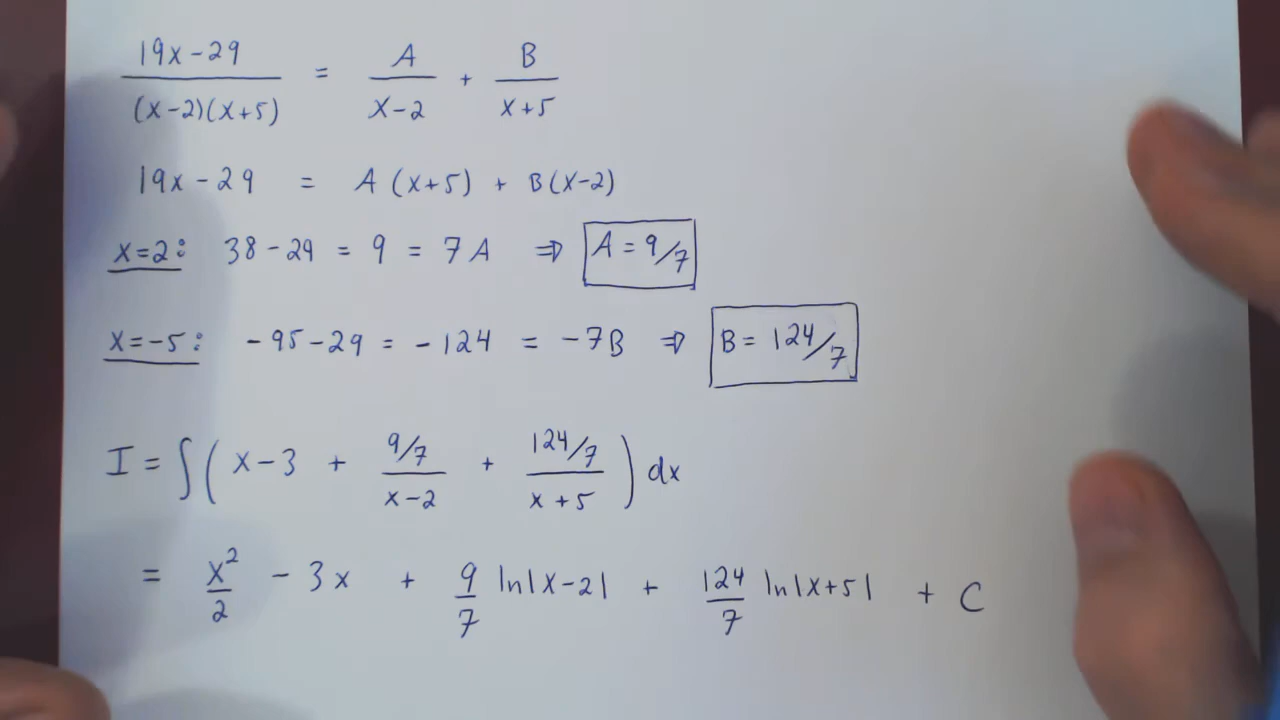 19x-29 / (x-2)(x+5) = A / x-2 + B / x+5
19x-29 = A(x+5) + B(x-2)
x=2: 38-29 = 9 = 7A ⇒ A = 9/7
x=-5: -95-29 = -124 = -7B ⇒ B = 124/7
I = ∫( x-3 + 9/7 / x-2 + 124/7 / x+5 ) dx
= x²/2 - 3x + 9/7 ln|x-2| + 124/7 ln|x+5| + C